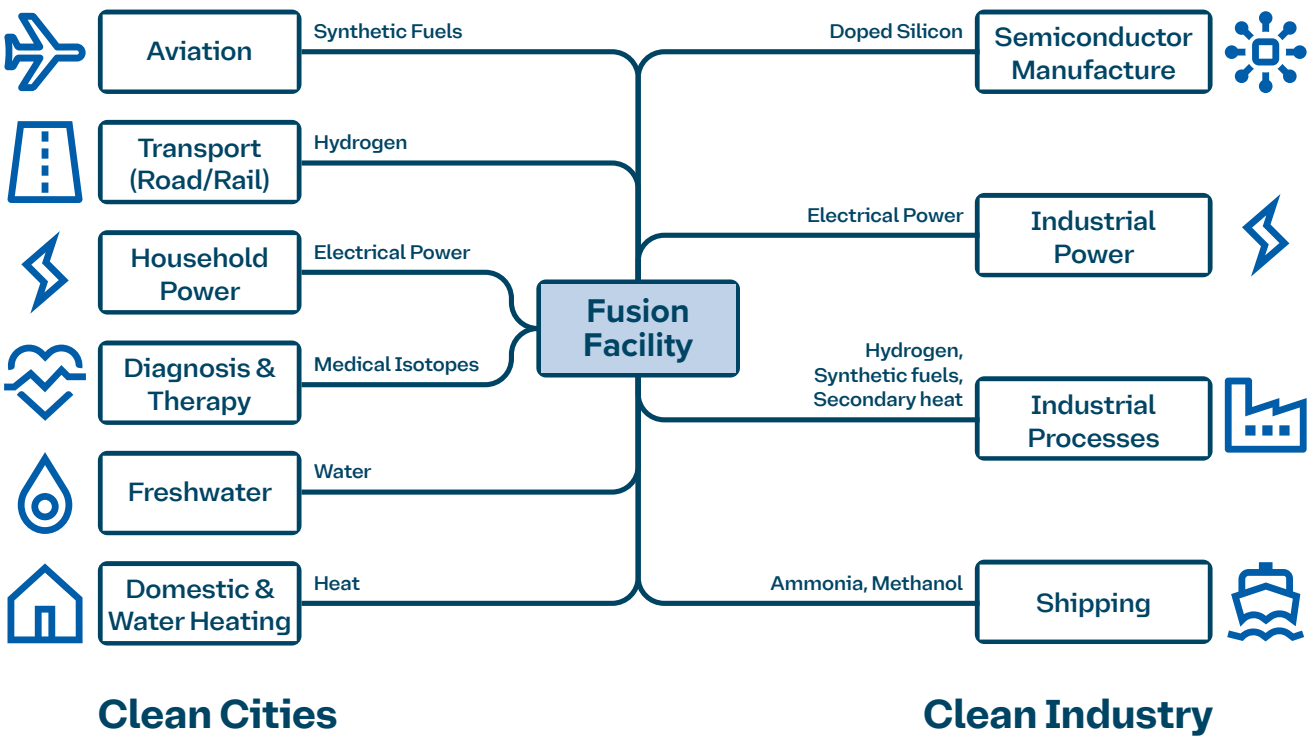 Synthetic Fuels
Aviation
Hydrogen
Transport
(Road/Rail)
Electrical Power
Household
Power
Medical Isotopes
Diagnosis &
Therapy
Water
Freshwater
Heat
Domestic &
Water Heating
Clean Cities
Fusion
Facility
Doped Silicon
Semiconductor
Manufacture
Electrical Power
Industrial
Power
Hydrogen,
Synthetic fuels,
Secondary heat
Industrial
Processes
Ammonia, Methanol
Shipping
Clean Industry